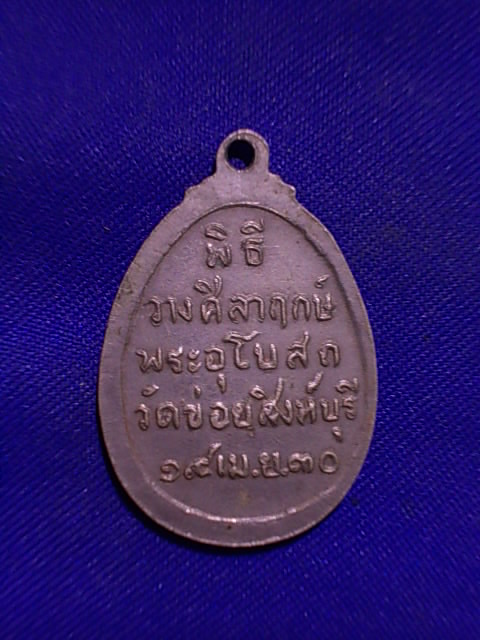 พิธี
วางศิลาฤกษ์
พระอุโบสถ
วัดข่อยสิงห์บุรี
๑๙ เม.ย.๓๐